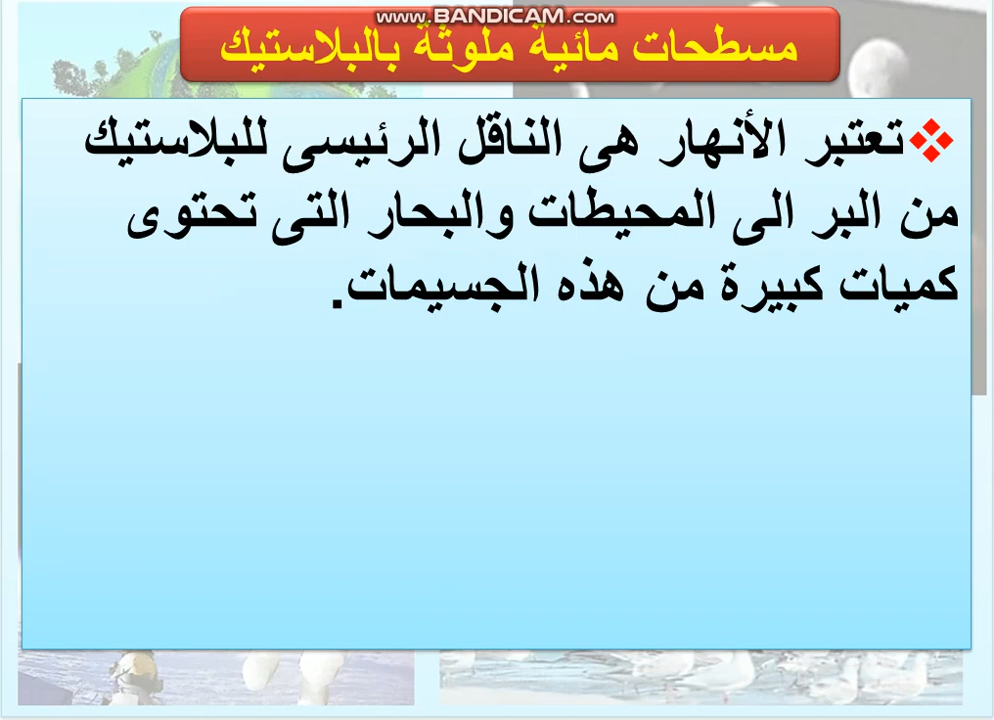 www.BANDICAM.com
مسطحات مائية ملوثة بالبلاستيك
تعتبر الأنهار هى الناقل الرئيسى للبلاستيك
من البر الى المحيطات والبحار التى تحتوى
كميات كبيرة من هذه الجسيمات.